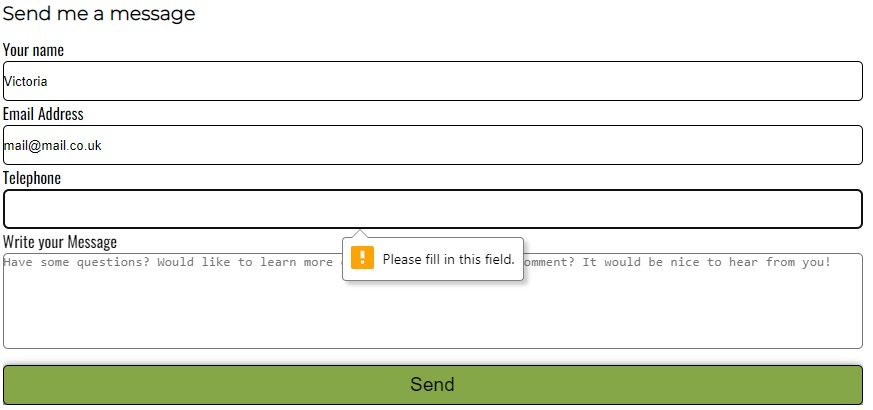 Send me a message
Your name
Victoria
Email Address
mail@mail.co.uk
Telephone
Please fill in this field.
Write your Message
Have some questions? Would like to learn more omment? It would be nice to hear from you!
Send